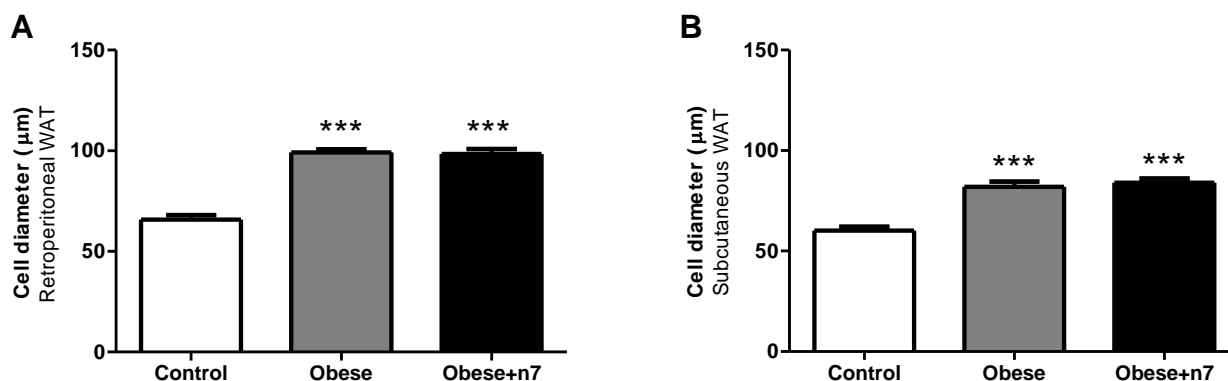 A
Cell diameter (μm)
Retroperitoneal WAT
150
100
50
0
***
***
Control
Obese
Obese+n7
B
Cell diameter (μm)
Subcutaneous WAT
150
100
50
0
***
***
Control
Obese
Obese+n7